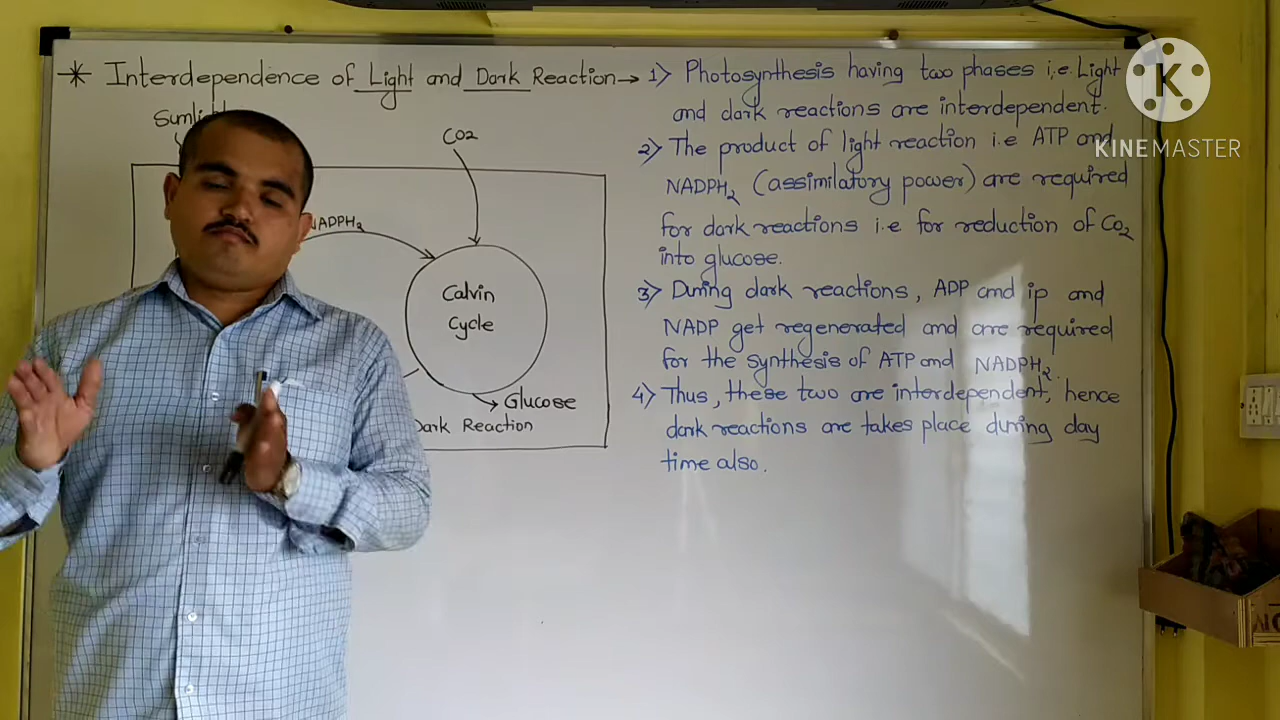 * Interdependence of Light and Dark Reaction →
Sunli
CO2
NADPH2
Calvin
Cycle
Glucose
Dark Reaction
1) Photosynthesis having two phases i.e. Light
and dark reactions are interdependent.
2) The product of light reaction i.e ATP and
NADPH2 (assimilatory power) are required
for dark reactions i.e for reduction of CO2
into glucose.
3) During dark reactions, ADP and ip and
NADP get regenerated and are required
for the synthesis of ATP and NADPH2.
4) Thus, these two are interdependent, hence
dark reactions are takes place during day
time also.
K
KINEMASTER